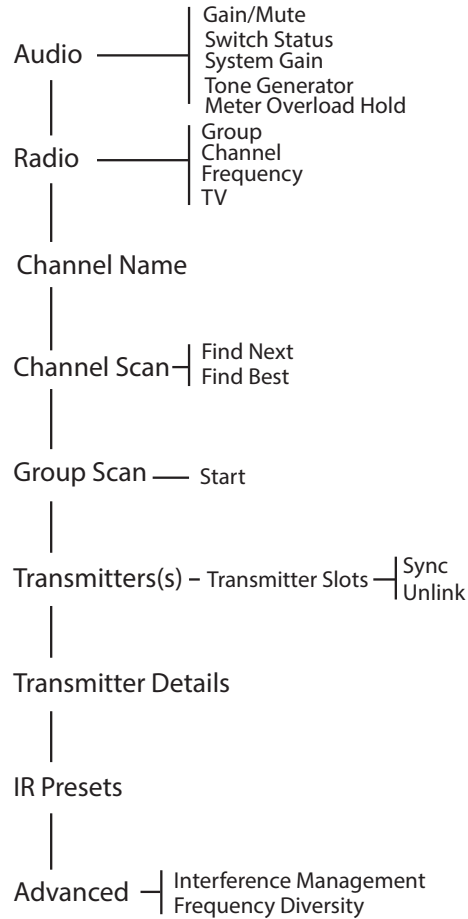 Audio
Gain/Mute
Switch Status
System Gain
Tone Generator
Meter Overload Hold
Radio
Group
Channel
Frequency
TV
Channel Name
Channel Scan
Find Next
Find Best
Group Scan
Start
Transmitters(s)
Transmitter Slots
Sync
Unlink
Transmitter Details
IR Presets
Advanced
Interference Management
Frequency Diversity